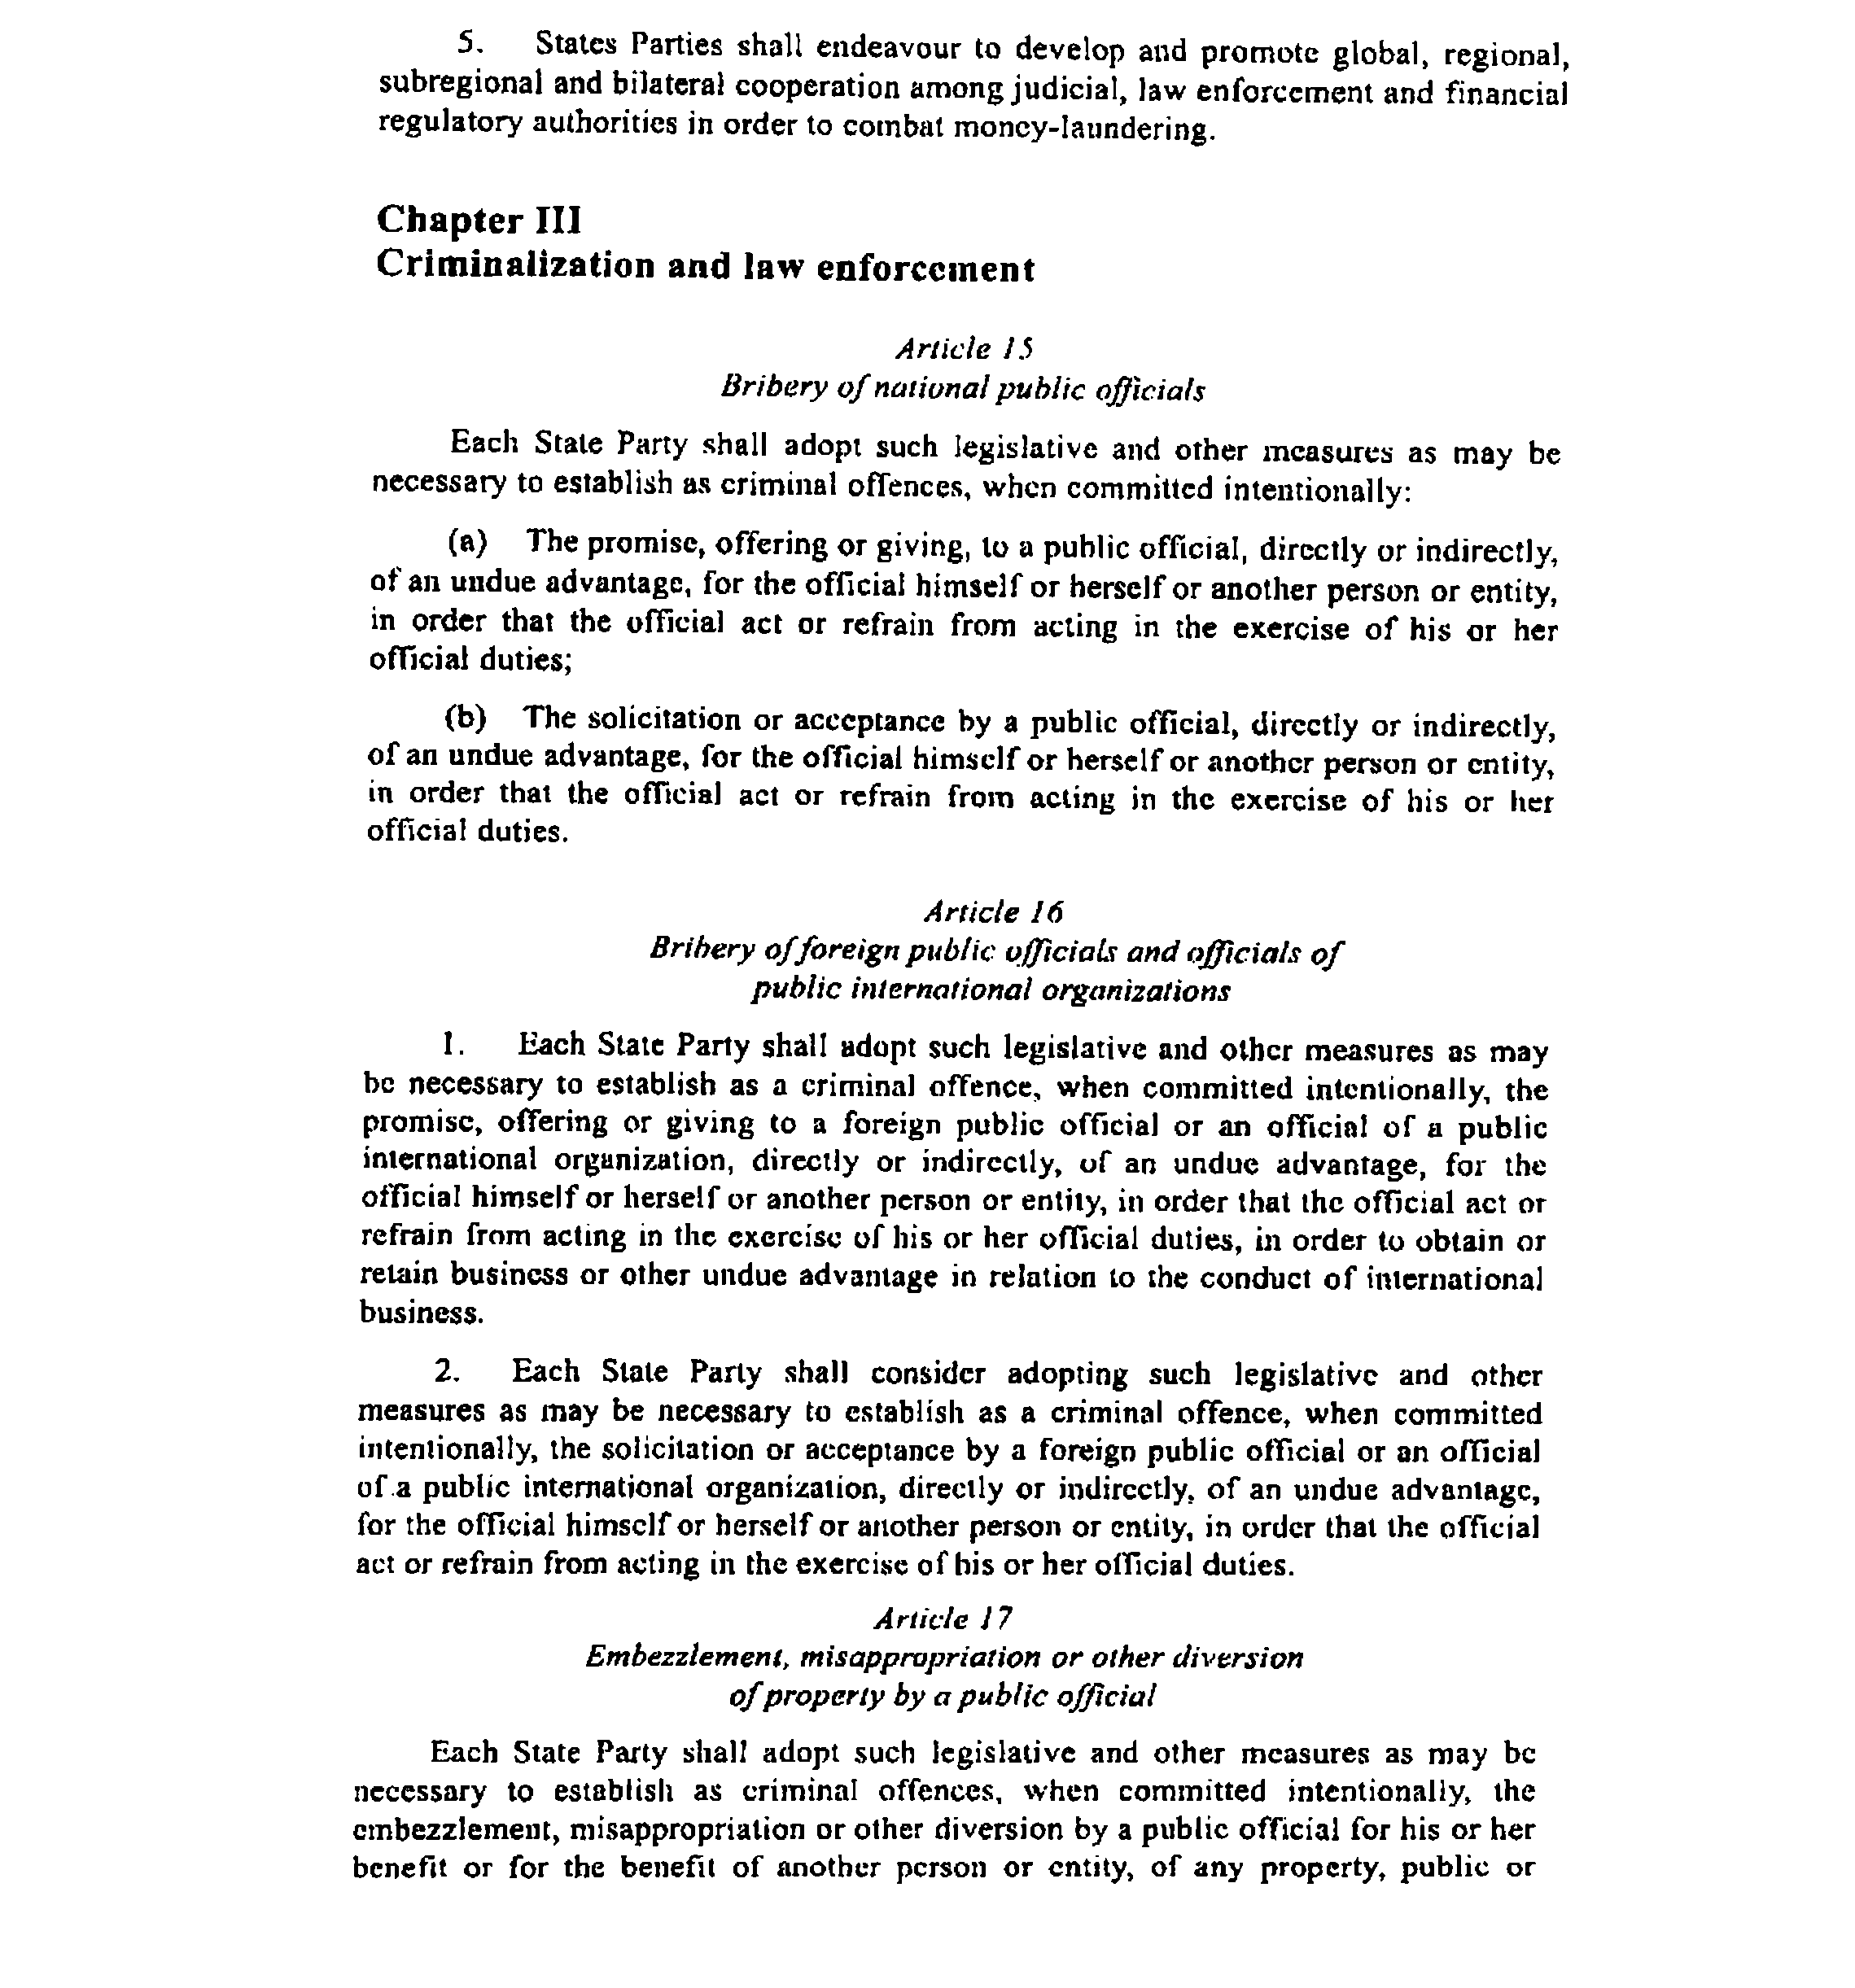 5. States Parties shall endeavour to develop and promote global, regional,
subregional and bilateral cooperation among judicial, law enforcement and financial
regulatory authorities in order to combat money-laundering.
Chapter III
Criminalization and law enforcement
Article 15
Bribery of national public officials
Each State Party shall adopt such legislative and other measures as may be
necessary to establish as criminal offences, when committed intentionally:
(a) The promise, offering or giving, to a public official, directly or indirectly,
of an undue advantage, for the official himself or herself or another person or entity,
in order that the official act or refrain from acting in the exercise of his or her
official duties;
(b) The solicitation or acceptance by a public official, directly or indirectly,
of an undue advantage, for the official himself or herself or another person or entity,
in order that the official act or refrain from acting in the exercise of his or her
official duties.
Article 16
Bribery of foreign public officials and officials of
public international organizations
1. Each State Party shall adopt such legislative and other measures as may
be necessary to establish as a criminal offence, when committed intentionally, the
promise, offering or giving to a foreign public official or an official of a public
international organization, directly or indirectly, of an undue advantage, for the
official himself or herself or another person or entity, in order that the official act or
refrain from acting in the exercise of his or her official duties, in order to obtain or
retain business or other undue advantage in relation to the conduct of international
business.
2. Each State Party shall consider adopting such legislative and other
measures as may be necessary to establish as a criminal offence, when committed
intentionally, the solicitation or acceptance by a foreign public official or an official
of a public international organization, directly or indirectly, of an undue advantage,
for the official himself or herself or another person or entity, in order that the official
act or refrain from acting in the exercise of his or her official duties.
Article 17
Embezzlement, misappropriation or other diversion
of property by a public official
Each State Party shall adopt such legislative and other measures as may be
necessary to establish as criminal offences, when committed intentionally, the
embezzlement, misappropriation or other diversion by a public official for his or her
benefit or for the benefit of another person or entity, of any property, public or